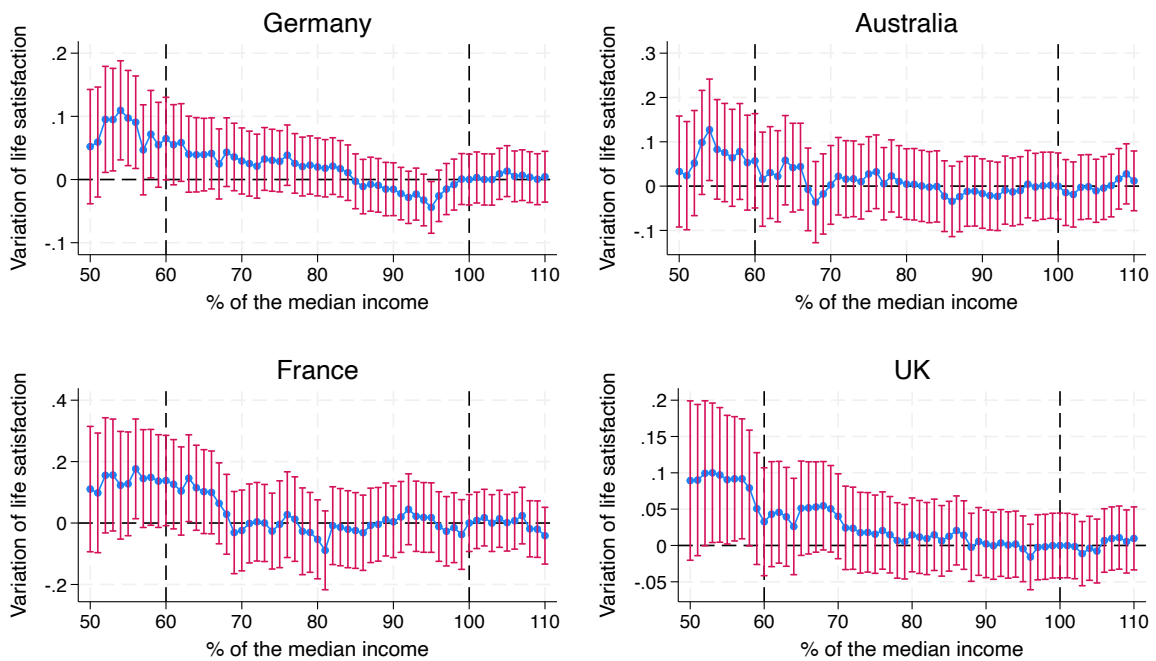 Germany
Variation of life satisfaction
.2
.1
0
-.1
50 60 70 80 90 100 110
% of the median income
Australia
Variation of life satisfaction
.3
.2
.1
0
-.1
50 60 70 80 90 100 110
% of the median income
France
Variation of life satisfaction
.4
.2
0
-.2
50 60 70 80 90 100 110
% of the median income
UK
Variation of life satisfaction
.2
.15
.1
.05
0
-.05
50 60 70 80 90 100 110
% of the median income